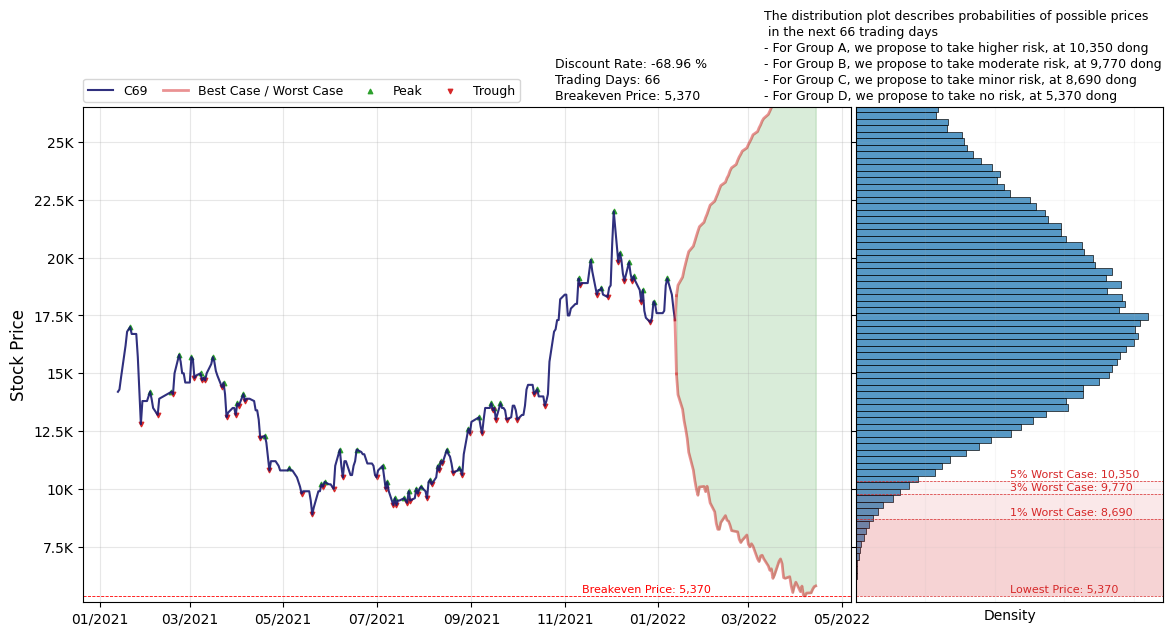 The distribution plot describes probabilities of possible prices
in the next 66 trading days
- For Group A, we propose to take higher risk, at 10,350 dong
- For Group B, we propose to take moderate risk, at 9,770 dong
- For Group C, we propose to take minor risk, at 8,690 dong
- For Group D, we propose to take no risk, at 5,370 dong
Discount Rate: -68.96 %
Trading Days: 66
Breakeven Price: 5,370
C69 Best Case / Worst Case Peak Trough
Stock Price
25K
22.5K
20K
17.5K
15K
12.5K
10K
7.5K
Breakeven Price: 5,370
01/2021 03/2021 05/2021 07/2021 09/2021 11/2021 01/2022 03/2022 05/2022
5% Worst Case: 10,350
3% Worst Case: 9,770
1% Worst Case: 8,690
Lowest Price: 5,370
Density